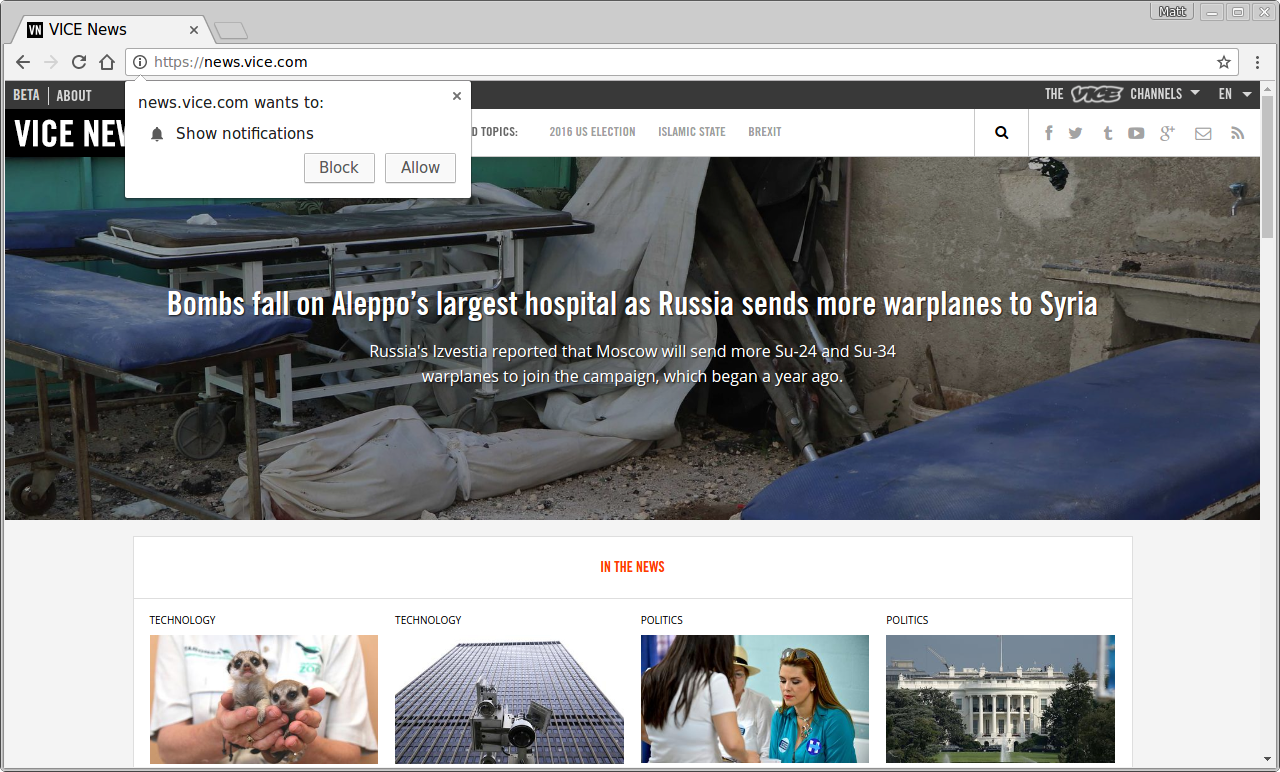 Matt
VN VICE News
https://news.vice.com
BETA ABOUT
THE VICE CHANNELS EN
news.vice.com wants to:
Show notifications
Block Allow
VICE NEW
D TOPICS: 2016 US ELECTION ISLAMIC STATE BREXIT
Bombs fall on Aleppo’s largest hospital as Russia sends more warplanes to Syria
Russia's Izvestia reported that Moscow will send more Su-24 and Su-34
warplanes to join the campaign, which began a year ago.
IN THE NEWS
TECHNOLOGY TECHNOLOGY POLITICS POLITICS